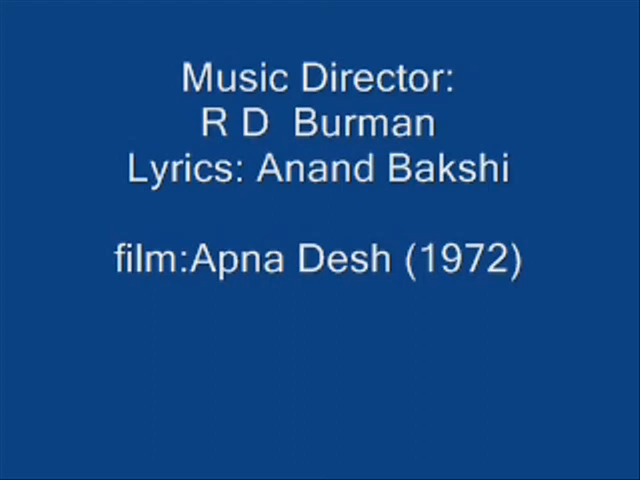 Music Director:
R D  Burman
Lyrics: Anand Bakshi
film:Apna Desh (1972)